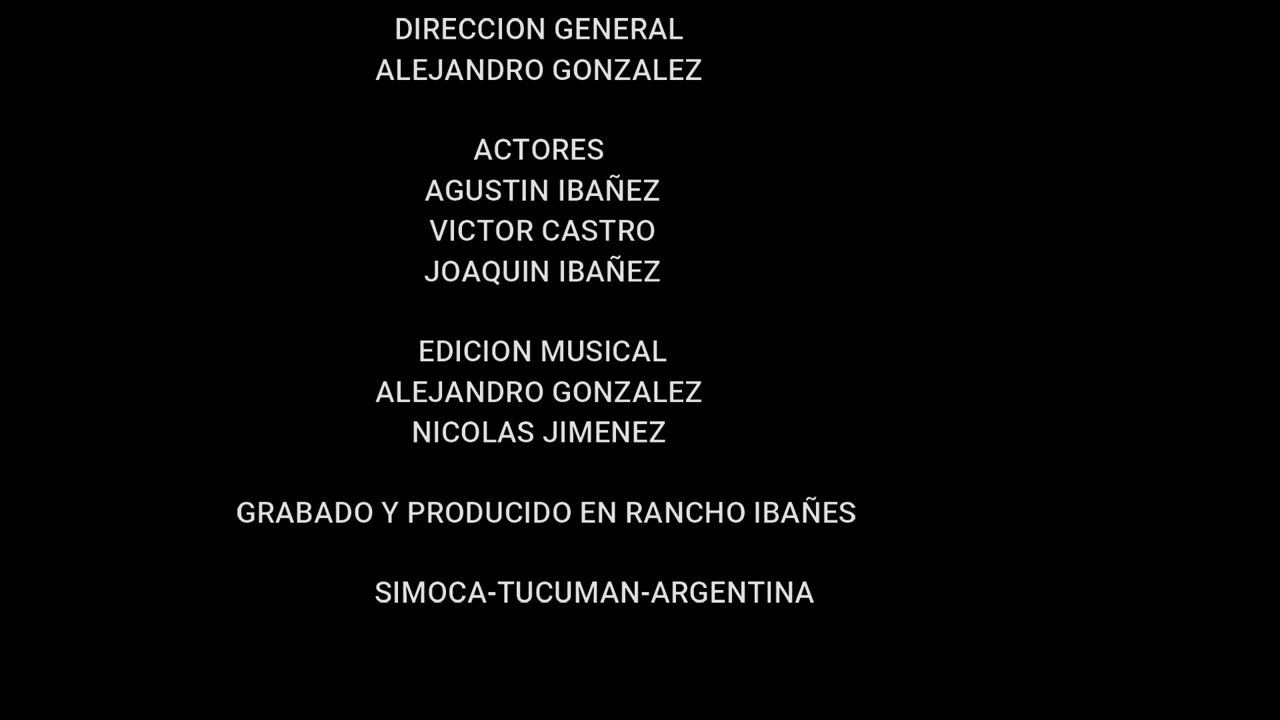 DIRECCION GENERAL
ALEJANDRO GONZALEZ
ACTORES
AGUSTIN IBAÑEZ
VICTOR CASTRO
JOAQUIN IBAÑEZ
EDICION MUSICAL
ALEJANDRO GONZALEZ
NICOLAS JIMENEZ
GRABADO Y PRODUCIDO EN RANCHO IBAÑES
SIMOCA-TUCUMAN-ARGENTINA